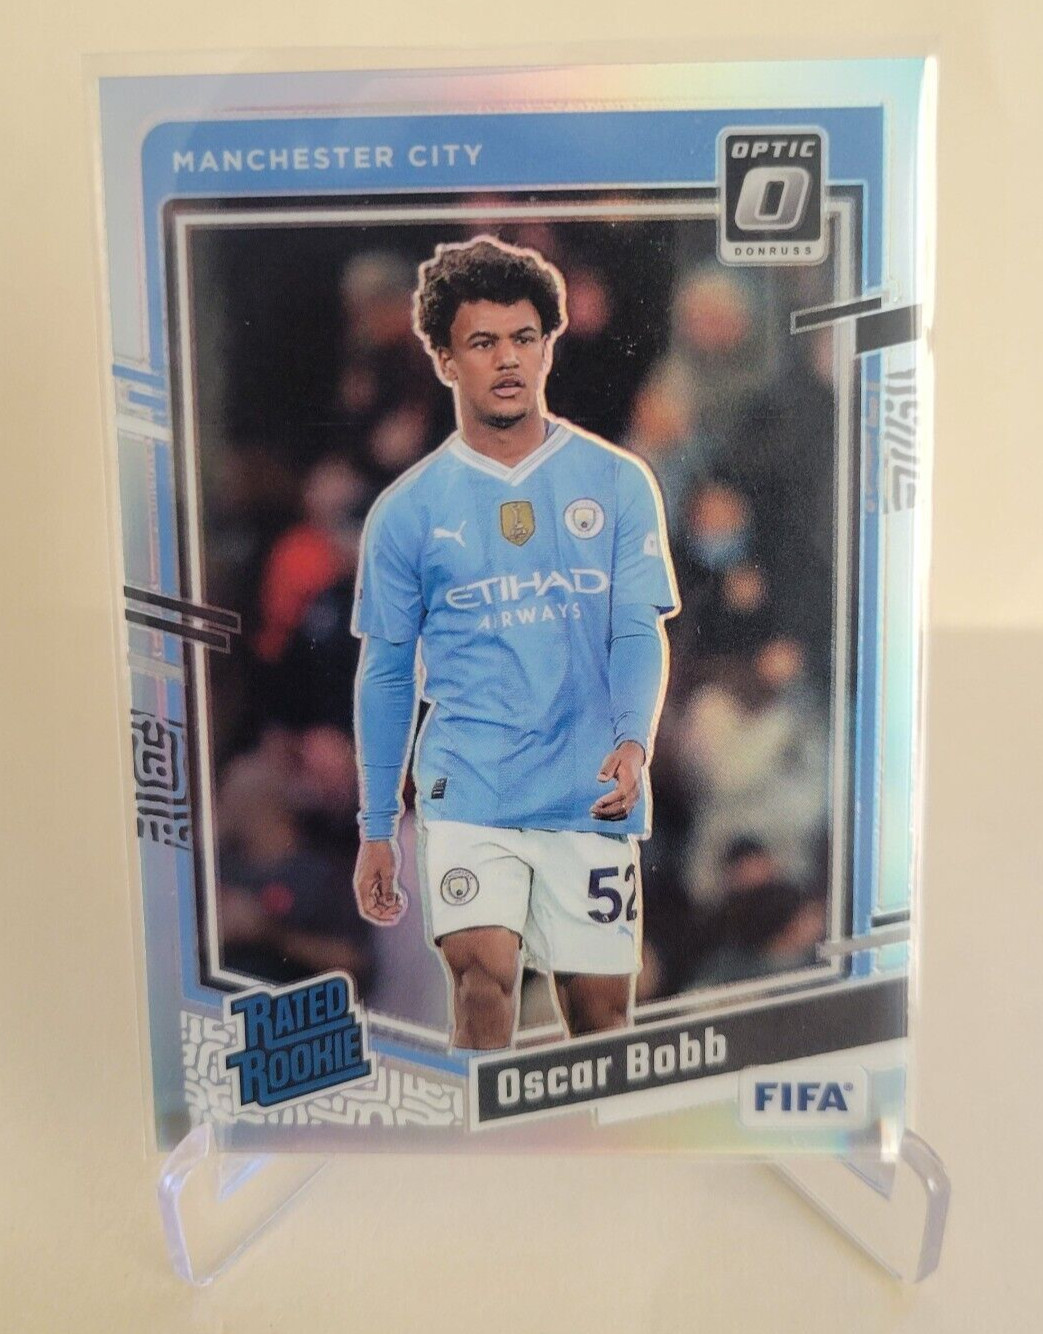 MANCHESTER CITY
OPTIC
O
DONRUSS
ETIHAD
AIRWAYS
52
RATED
ROOKIE
Oscar Bobb
FIFA®